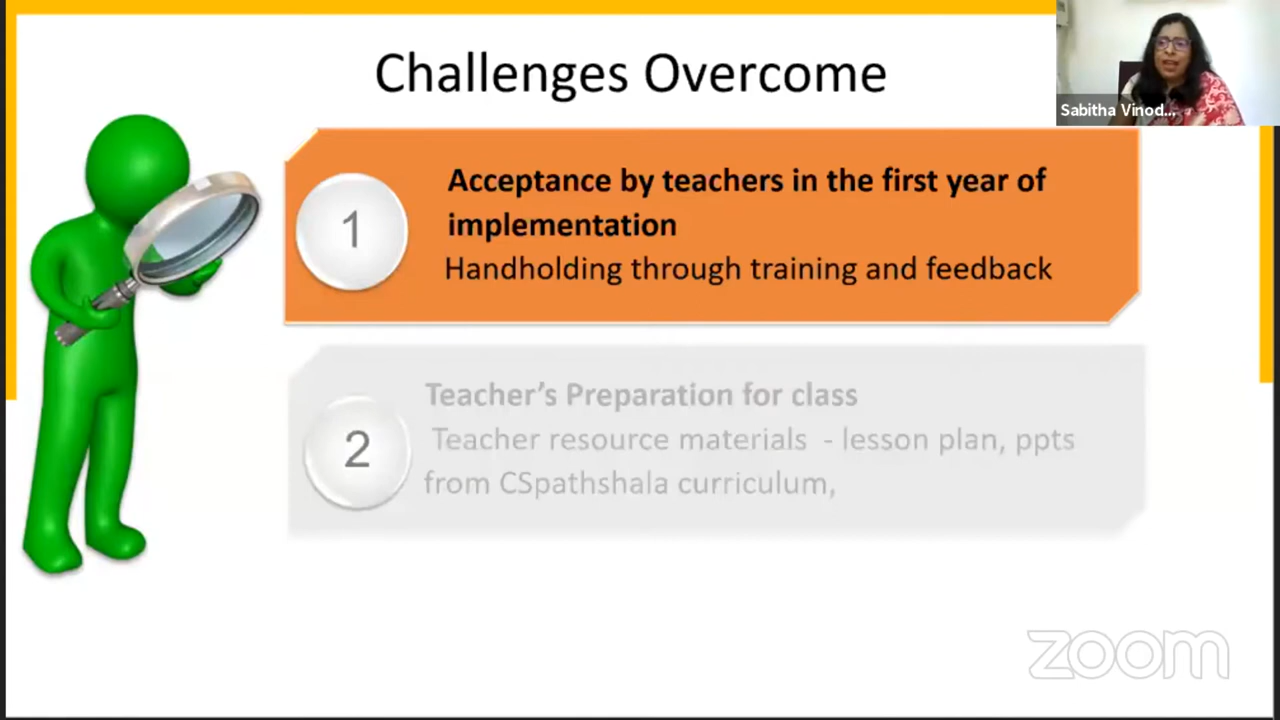 Challenges Overcome
Sabitha Vinod...
1
Acceptance by teachers in the first year of
implementation
Handholding through training and feedback
2
Teacher's Preparation for class
Teacher resource materials - lesson plan, ppts
from CSpathshala curriculum,
zoom